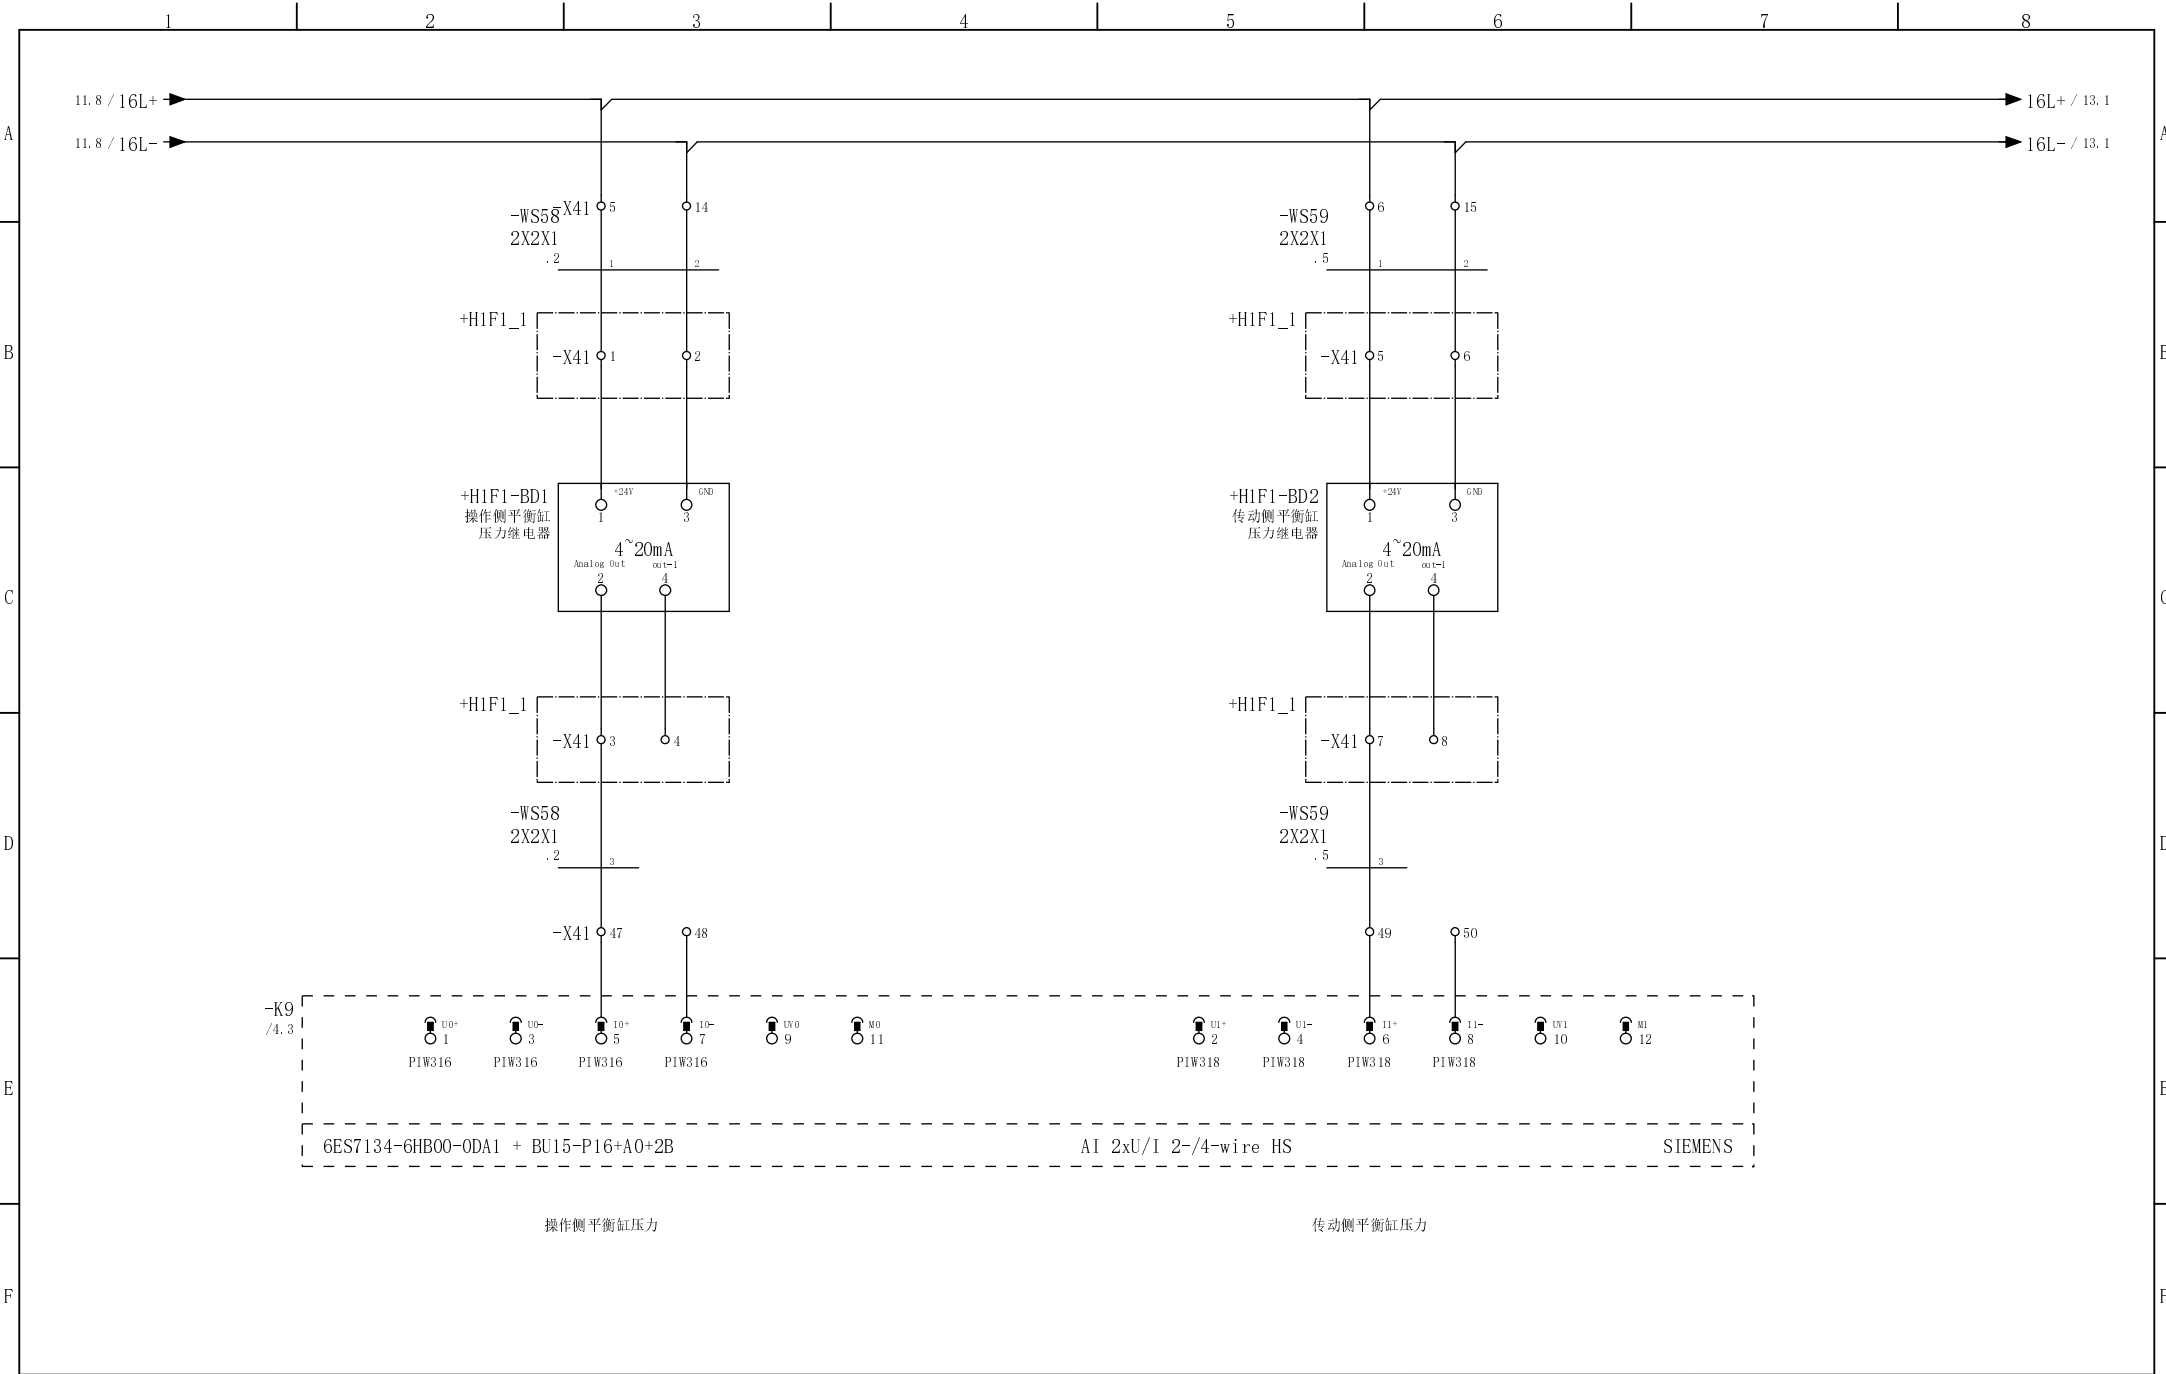 1 2 3 4 5 6 7 8
11.8 / 16L+
16L+ / 13.1
A
11.8 / 16L-
16L- / 13.1
-X41 5 14
-WS58
2X2X1
.2 1 2
6 15
-WS59
2X2X1
.5 1 2
+H1F1_1
-X41 1 2
+H1F1_1
-X41 5 6
B
+H1F1-BD1
操作侧平衡缸
压力继电器
+24V GND
1 3
4~20mA
Analog Out out-1
2 4
+H1F1-BD2
传动侧平衡缸
压力继电器
+24V GND
1 3
4~20mA
Analog Out out-1
2 4
C
+H1F1_1
-X41 3 4
+H1F1_1
-X41 7 8
-WS58
2X2X1
.2 3
-WS59
2X2X1
.5 3
D
-X41 47 48
49 50
-K9
/4.3
U0+ U0- I0+ I0- UV0 M0 U1+ U1- I1+ I1- UV1 M1
1 3 5 7 9 11 2 4 6 8 10 12
PIW316 PIW316 PIW316 PIW316 PIW318 PIW318 PIW318 PIW318
E
6ES7134-6HB00-0DA1 + BU15-P16+A0+2B
AI 2xU/I 2-/4-wire HS
SIEMENS
操作侧平衡缸压力
传动侧平衡缸压力
F